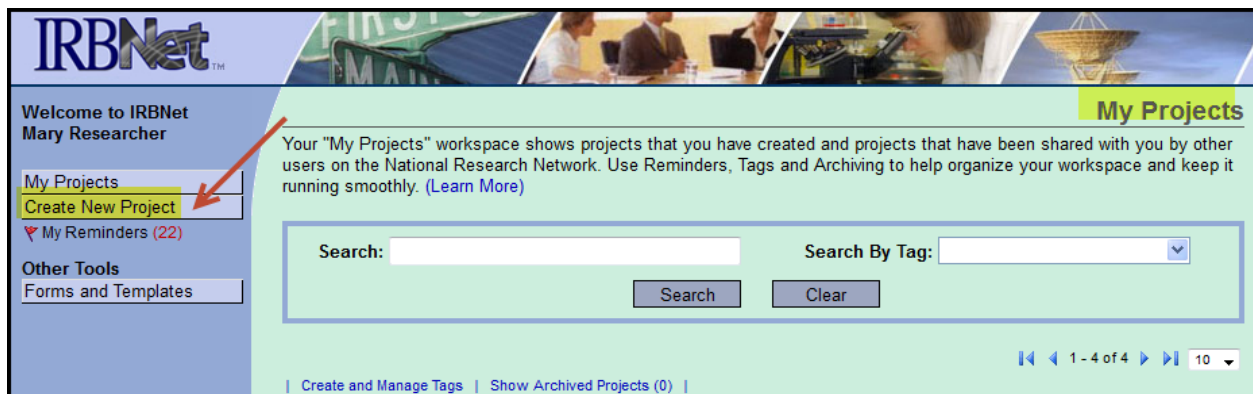 IRBNet™
FIRST
MAIN
Welcome to IRBNet
Mary Researcher
My Projects
Create New Project
My Reminders (22)
Other Tools
Forms and Templates
My Projects
Your "My Projects" workspace shows projects that you have created and projects that have been shared with you by other
users on the National Research Network. Use Reminders, Tags and Archiving to help organize your workspace and keep it
running smoothly. (Learn More)
Search:
Search By Tag:
Search Clear
1 - 4 of 4 10
| Create and Manage Tags | Show Archived Projects (0) |